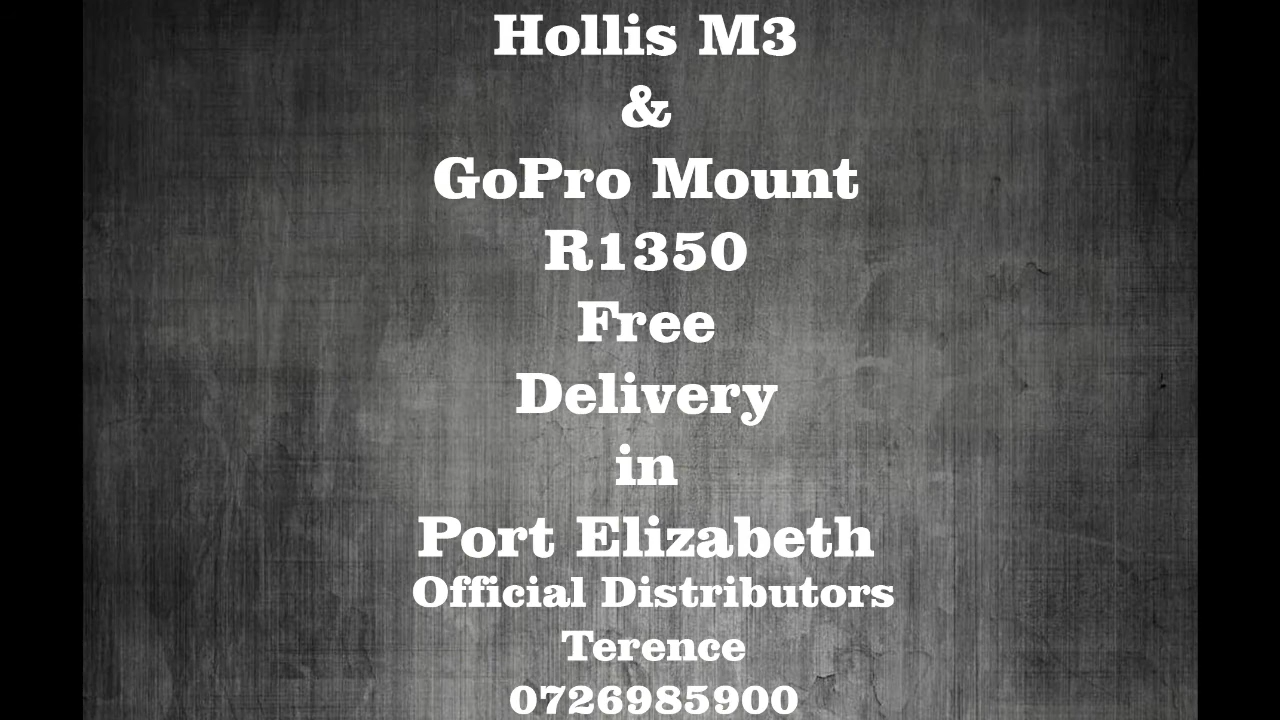 Hollis M3
&
GoPro Mount
R1350
Free
Delivery
in
Port Elizabeth
Official Distributors
Terence
0726985900